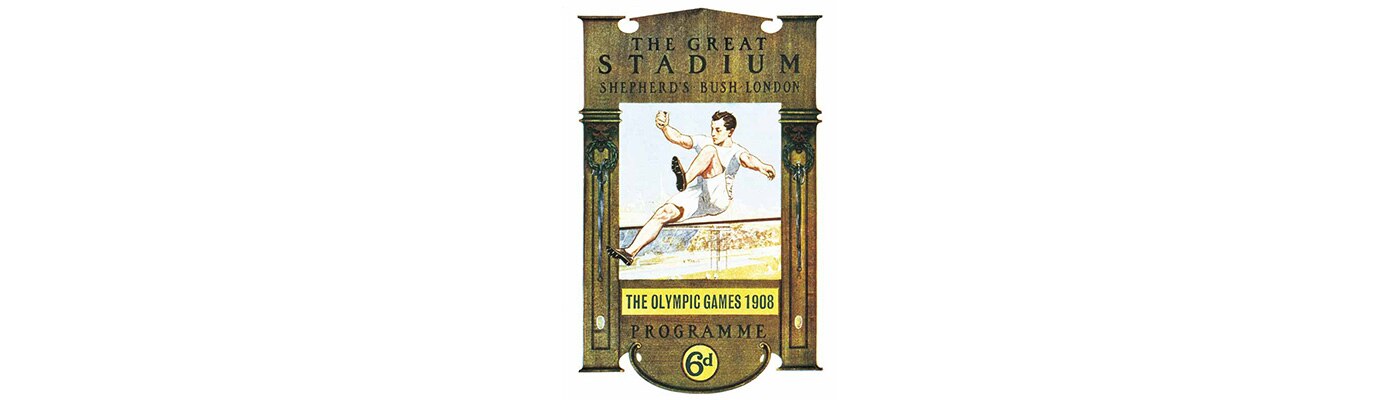 THE GREAT
STADIUM
SHEPHERD'S BUSH LONDON
THE OLYMPIC GAMES 1908
PROGRAMME
6d